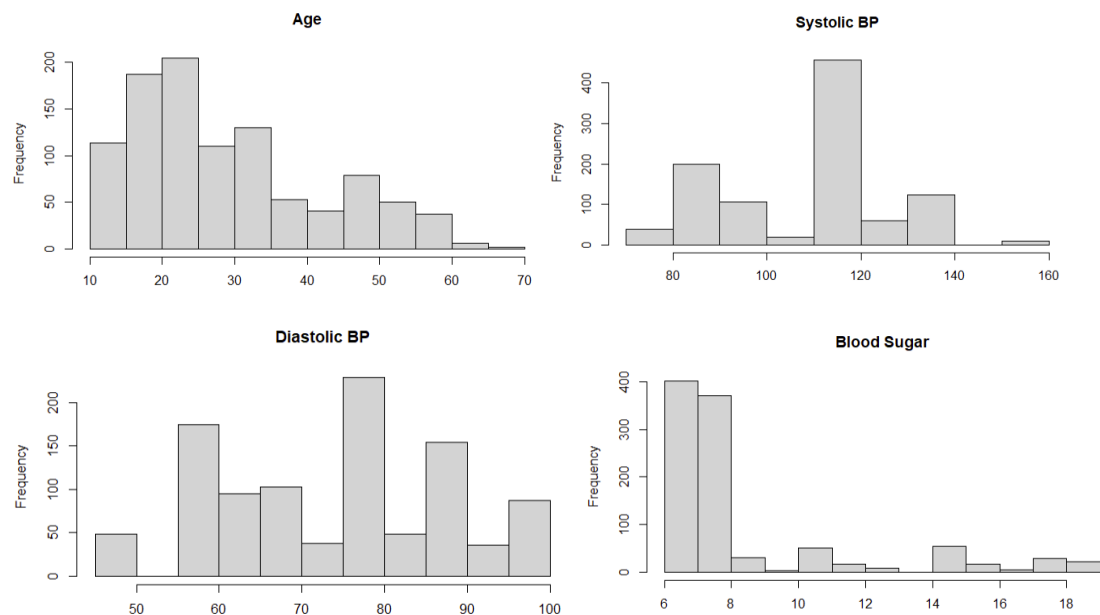 Age
Frequency
0 50 100 150 200
10 20 30 40 50 60 70
Systolic BP
Frequency
0 100 200 300 400
80 100 120 140 160
Diastolic BP
Frequency
0 50 100 150 200
50 60 70 80 90 100
Blood Sugar
Frequency
0 100 200 300 400
6 8 10 12 14 16 18